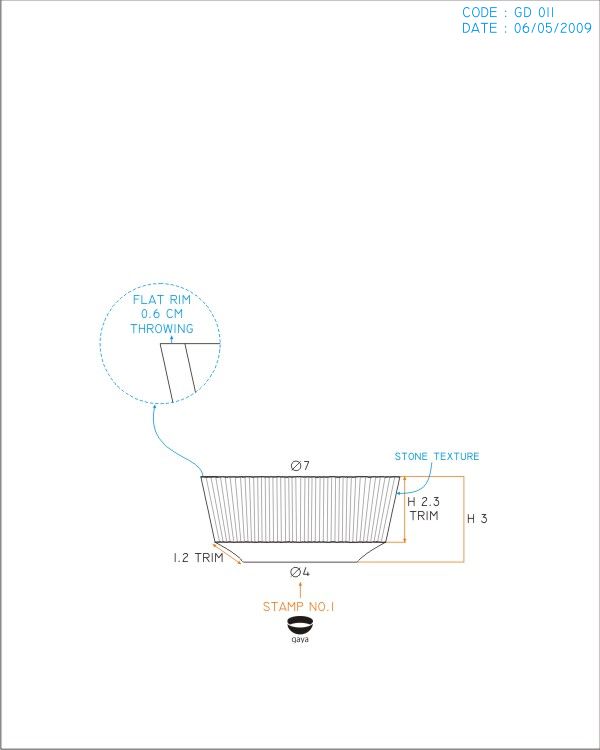 CODE : GD 011
DATE : 06/05/2009
FLAT RIM
0.6 CM
THROWING
STONE TEXTURE
Ø7
H 2.3
TRIM
H 3
1.2 TRIM
Ø4
STAMP NO.1
gaya